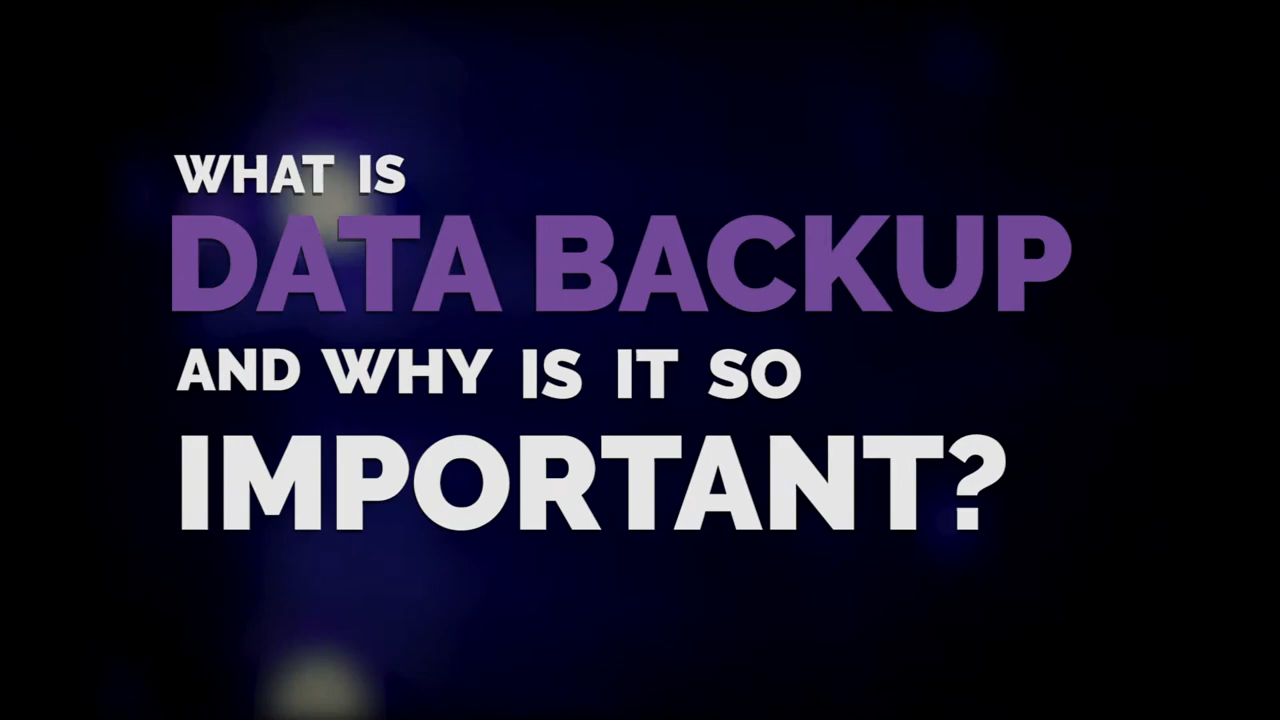 WHAT IS
DATA BACKUP
AND WHY IS IT SO
IMPORTANT?